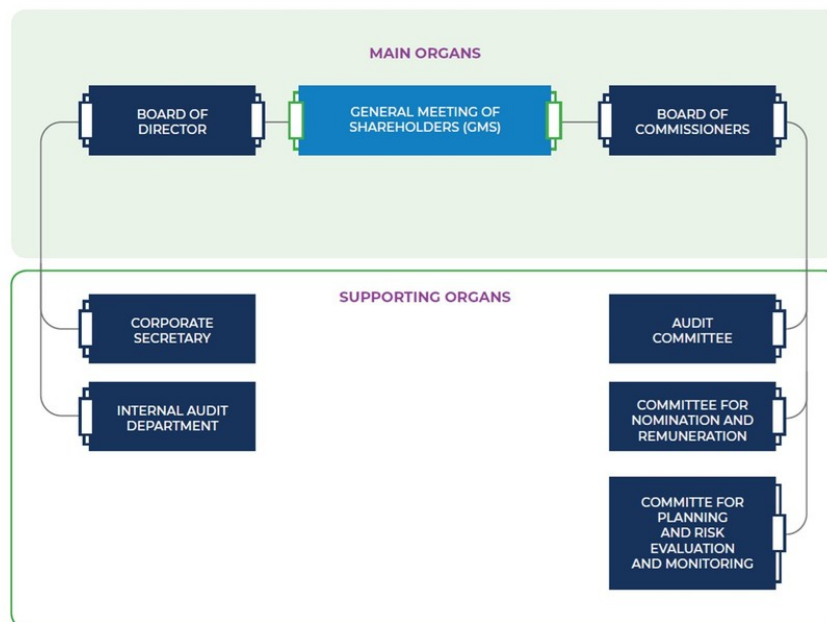 MAIN ORGANS
BOARD OF
DIRECTOR
GENERAL MEETING OF
SHAREHOLDERS (GMS)
BOARD OF
COMMISSIONERS
SUPPORTING ORGANS
CORPORATE
SECRETARY
AUDIT
COMMITTEE
INTERNAL AUDIT
DEPARTMENT
COMMITTEE FOR
NOMINATION AND
REMUNERATION
COMMITTE FOR
PLANNING
AND RISK
EVALUATION
AND MONITORING